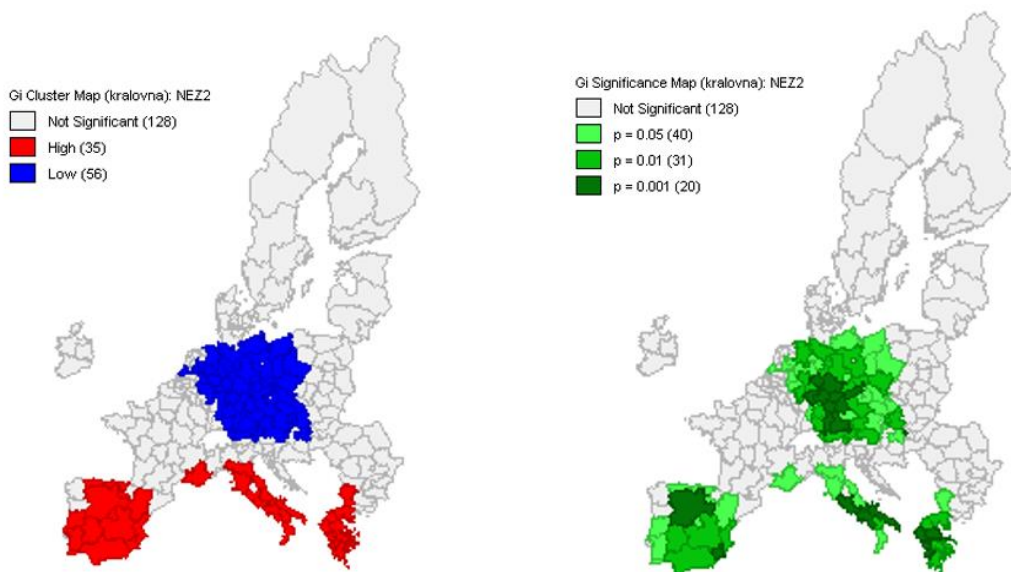 Gi Cluster Map (kralovna): NEZ2
Not Significant (128)
High (35)
Low (56)
Gi Significance Map (kralovna): NEZ2
Not Significant (128)
p = 0.05 (40)
p = 0.01 (31)
p = 0.001 (20)